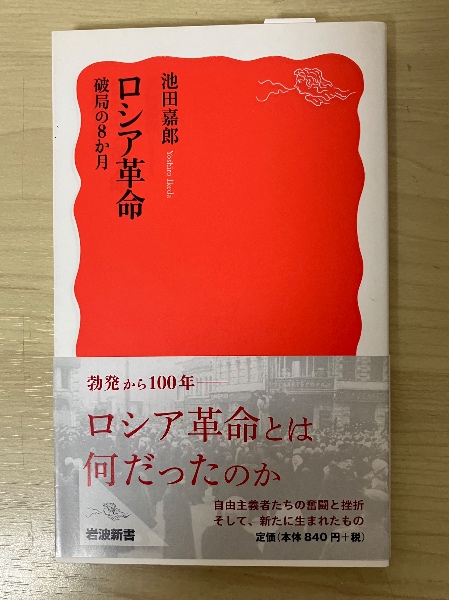 ロシア革命
破局の8か月
池田嘉郎
Yoshiro Ikeda
勃発から100年──
ロシア革命とは
何だったのか
自由主義者たちの奮闘と挫折
そして、新たに生まれたもの
定価(本体840円+税)
岩波新書